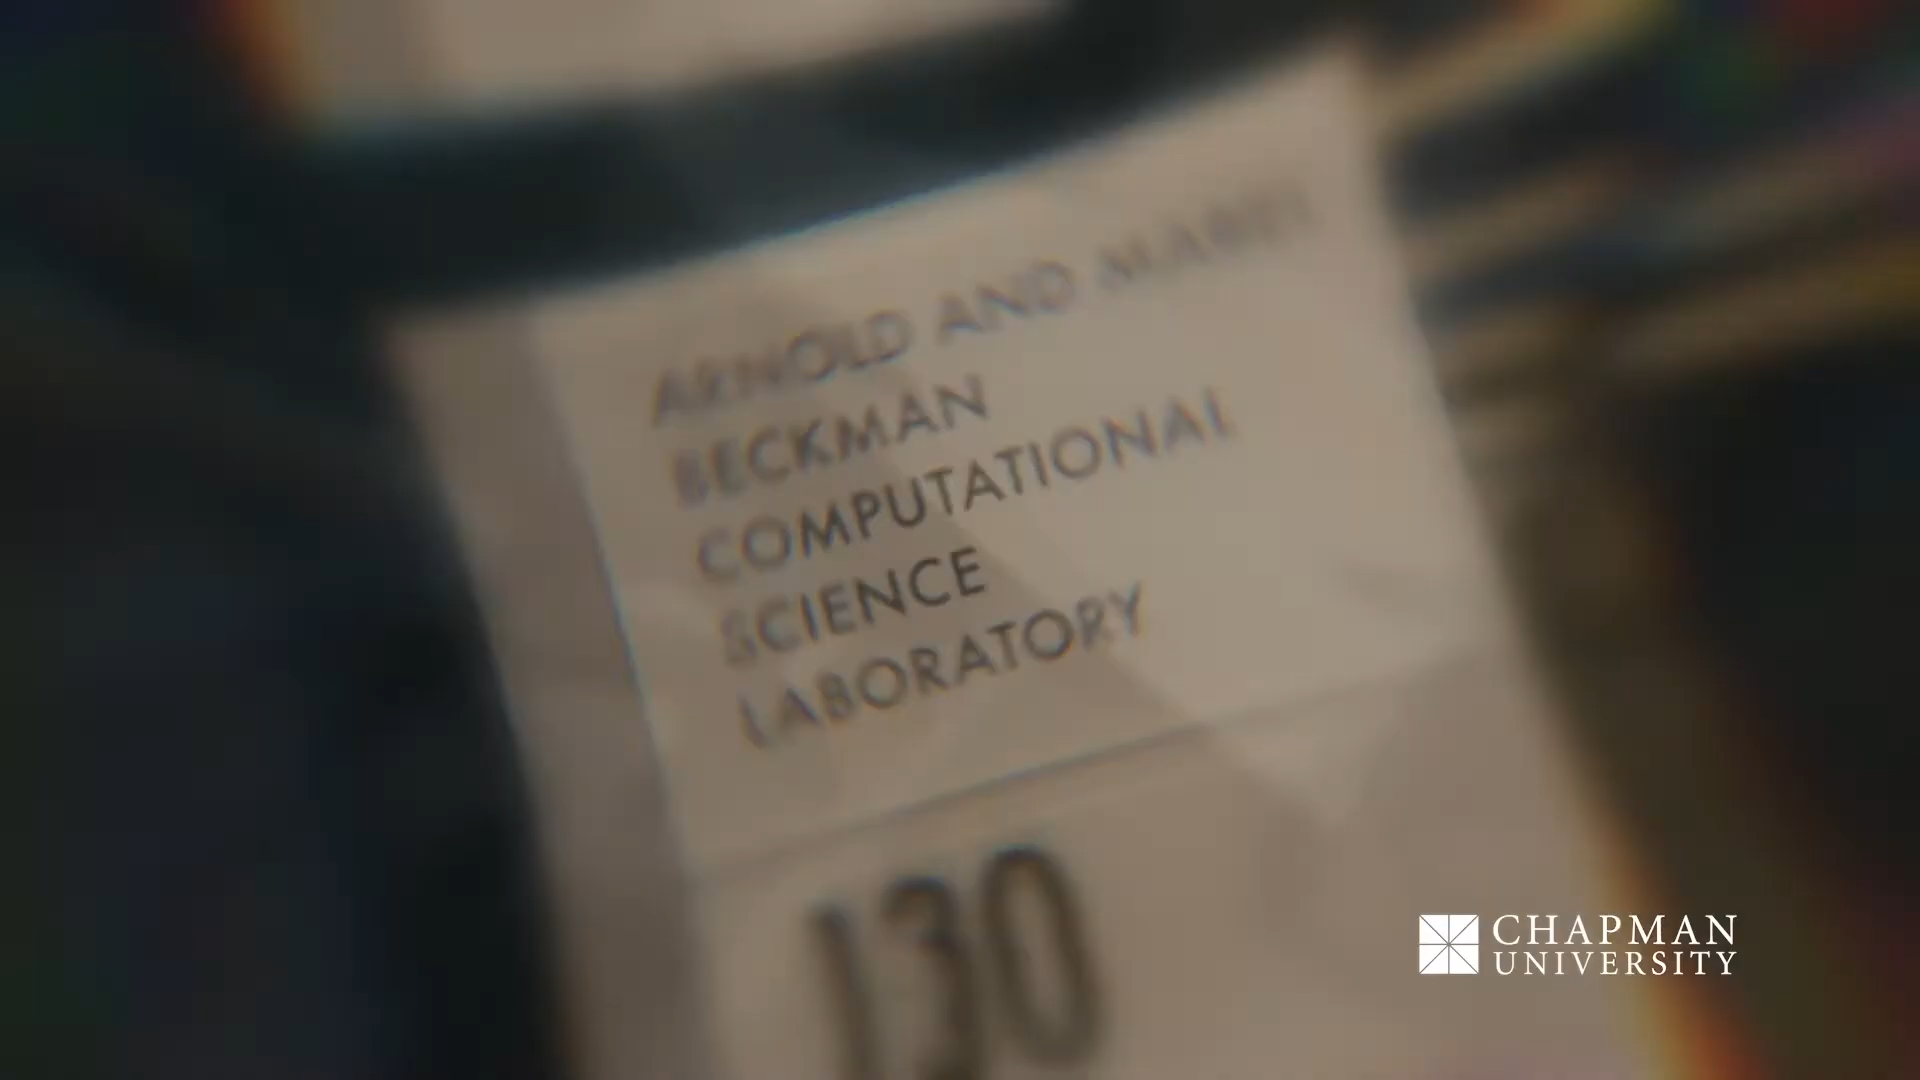 ARNOLD AND MABEL
BECKMAN
COMPUTATIONAL
SCIENCE
LABORATORY
130
CHAPMAN
UNIVERSITY